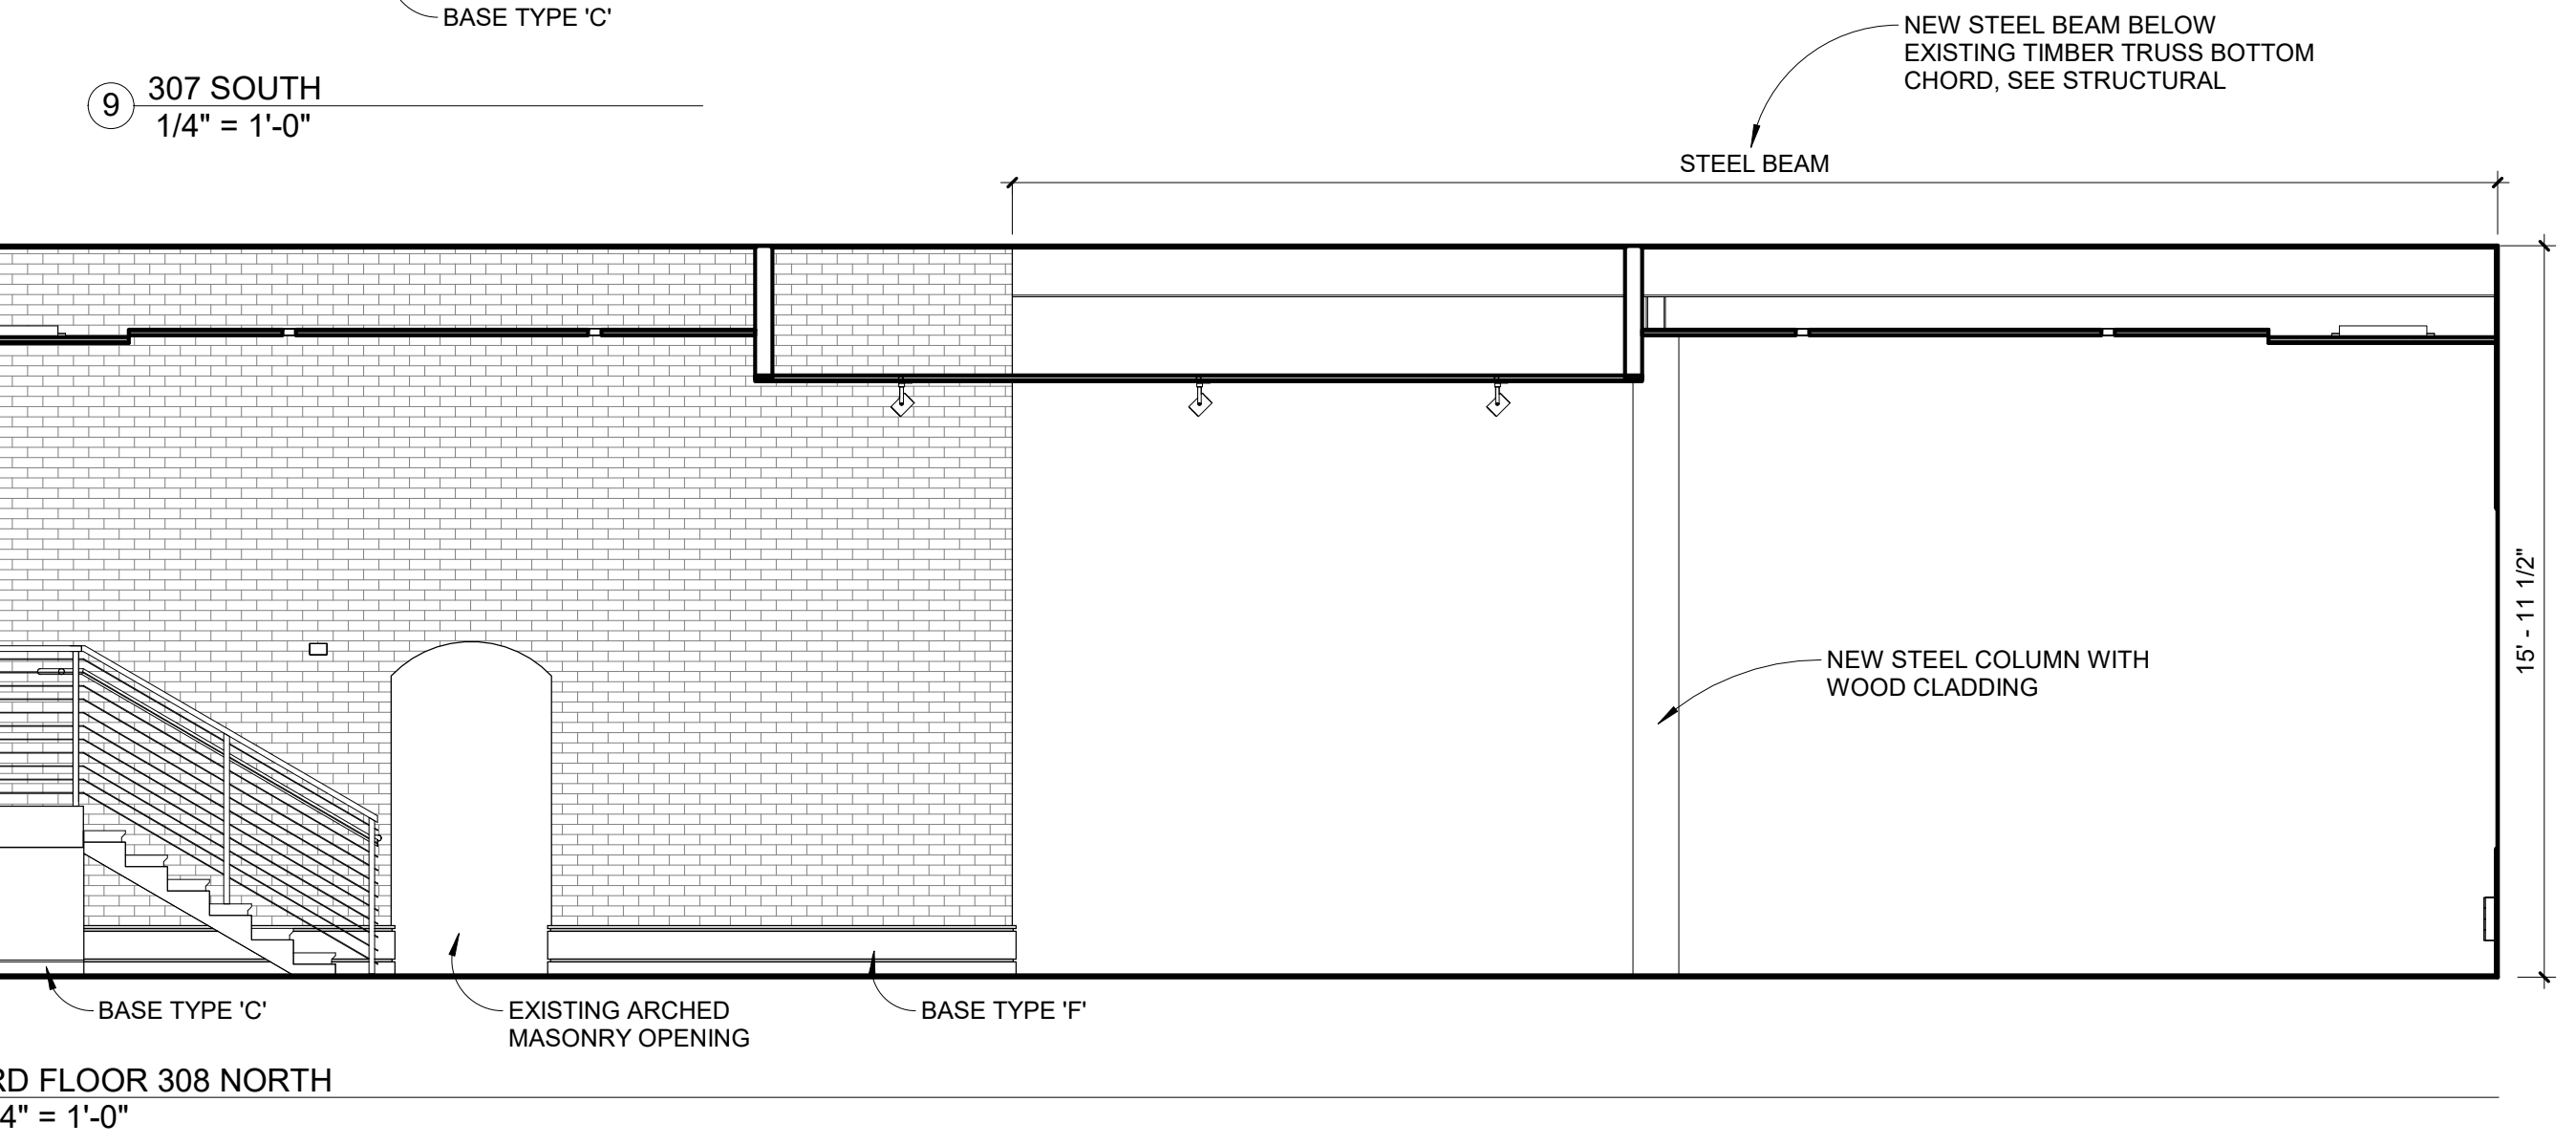 BASE TYPE 'C'
NEW STEEL BEAM BELOW
EXISTING TIMBER TRUSS BOTTOM
CHORD, SEE STRUCTURAL
9
307 SOUTH
1/4" = 1'-0"
STEEL BEAM
15' - 11 1/2"
NEW STEEL COLUMN WITH
WOOD CLADDING
BASE TYPE 'C'
EXISTING ARCHED
MASONRY OPENING
BASE TYPE 'F'
RD FLOOR 308 NORTH
4" = 1'-0"